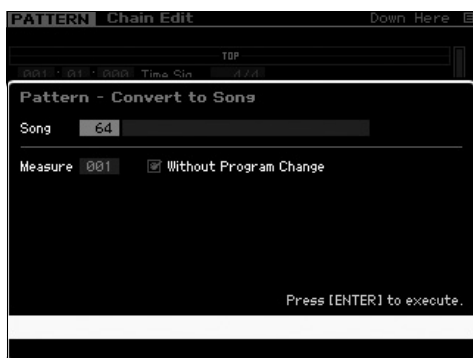 PATTERN Chain Edit Down Here
TOP
001:01:000 Time Sig 4/4
Pattern - Convert to Song
Song 64
Measure 001 Without Program Change
Press [ENTER] to execute.